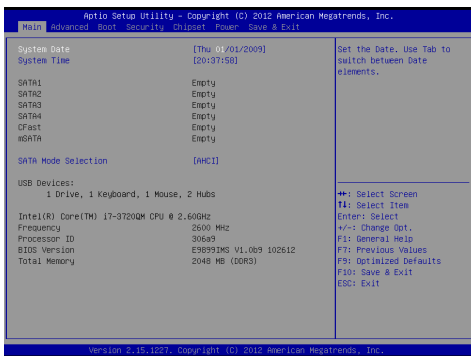 Aptio Setup Utility – Copyright (C) 2012 American Megatrends, Inc.
Main Advanced Boot Security Chipset Power Save & Exit
System Date [Thu 01/01/2009]
System Time [20:37:58]
SATA1 Empty
SATA2 Empty
SATA3 Empty
SATA4 Empty
CFast Empty
mSATA Empty
SATA Mode Selection [AHCI]
USB Devices:
1 Drive, 1 Keyboard, 1 Mouse, 2 Hubs
Intel(R) Core(TM) i7-3720QM CPU @ 2.60GHz
Frequency 2600 MHz
Processor ID 306a9
BIOS Version E9899IMS V1.0b9 102612
Total Memory 2048 MB (DDR3)
Set the Date. Use Tab to
switch between Date
elements.
↔: Select Screen
↑↓: Select Item
Enter: Select
+/-: Change Opt.
F1: General Help
F7: Previous Values
F9: Optimized Defaults
F10: Save & Exit
ESC: Exit
Version 2.15.1227. Copyright (C) 2012 American Megatrends, Inc.